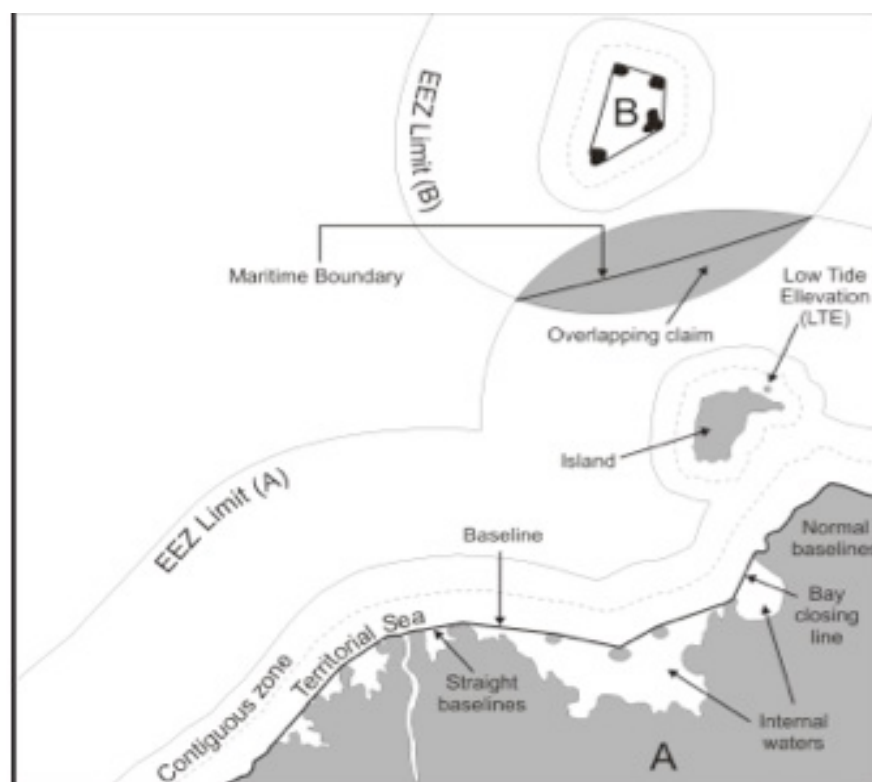 EEZ Limit (B)
B
Maritime Boundary
Low Tide
Ellevation
(LTE)
Overlapping claim
Island
EEZ Limit (A)
Baseline
Normal
baselines
Bay
closing
line
Territorial Sea
Contiguous zone
Straight
baselines
Internal
waters
A